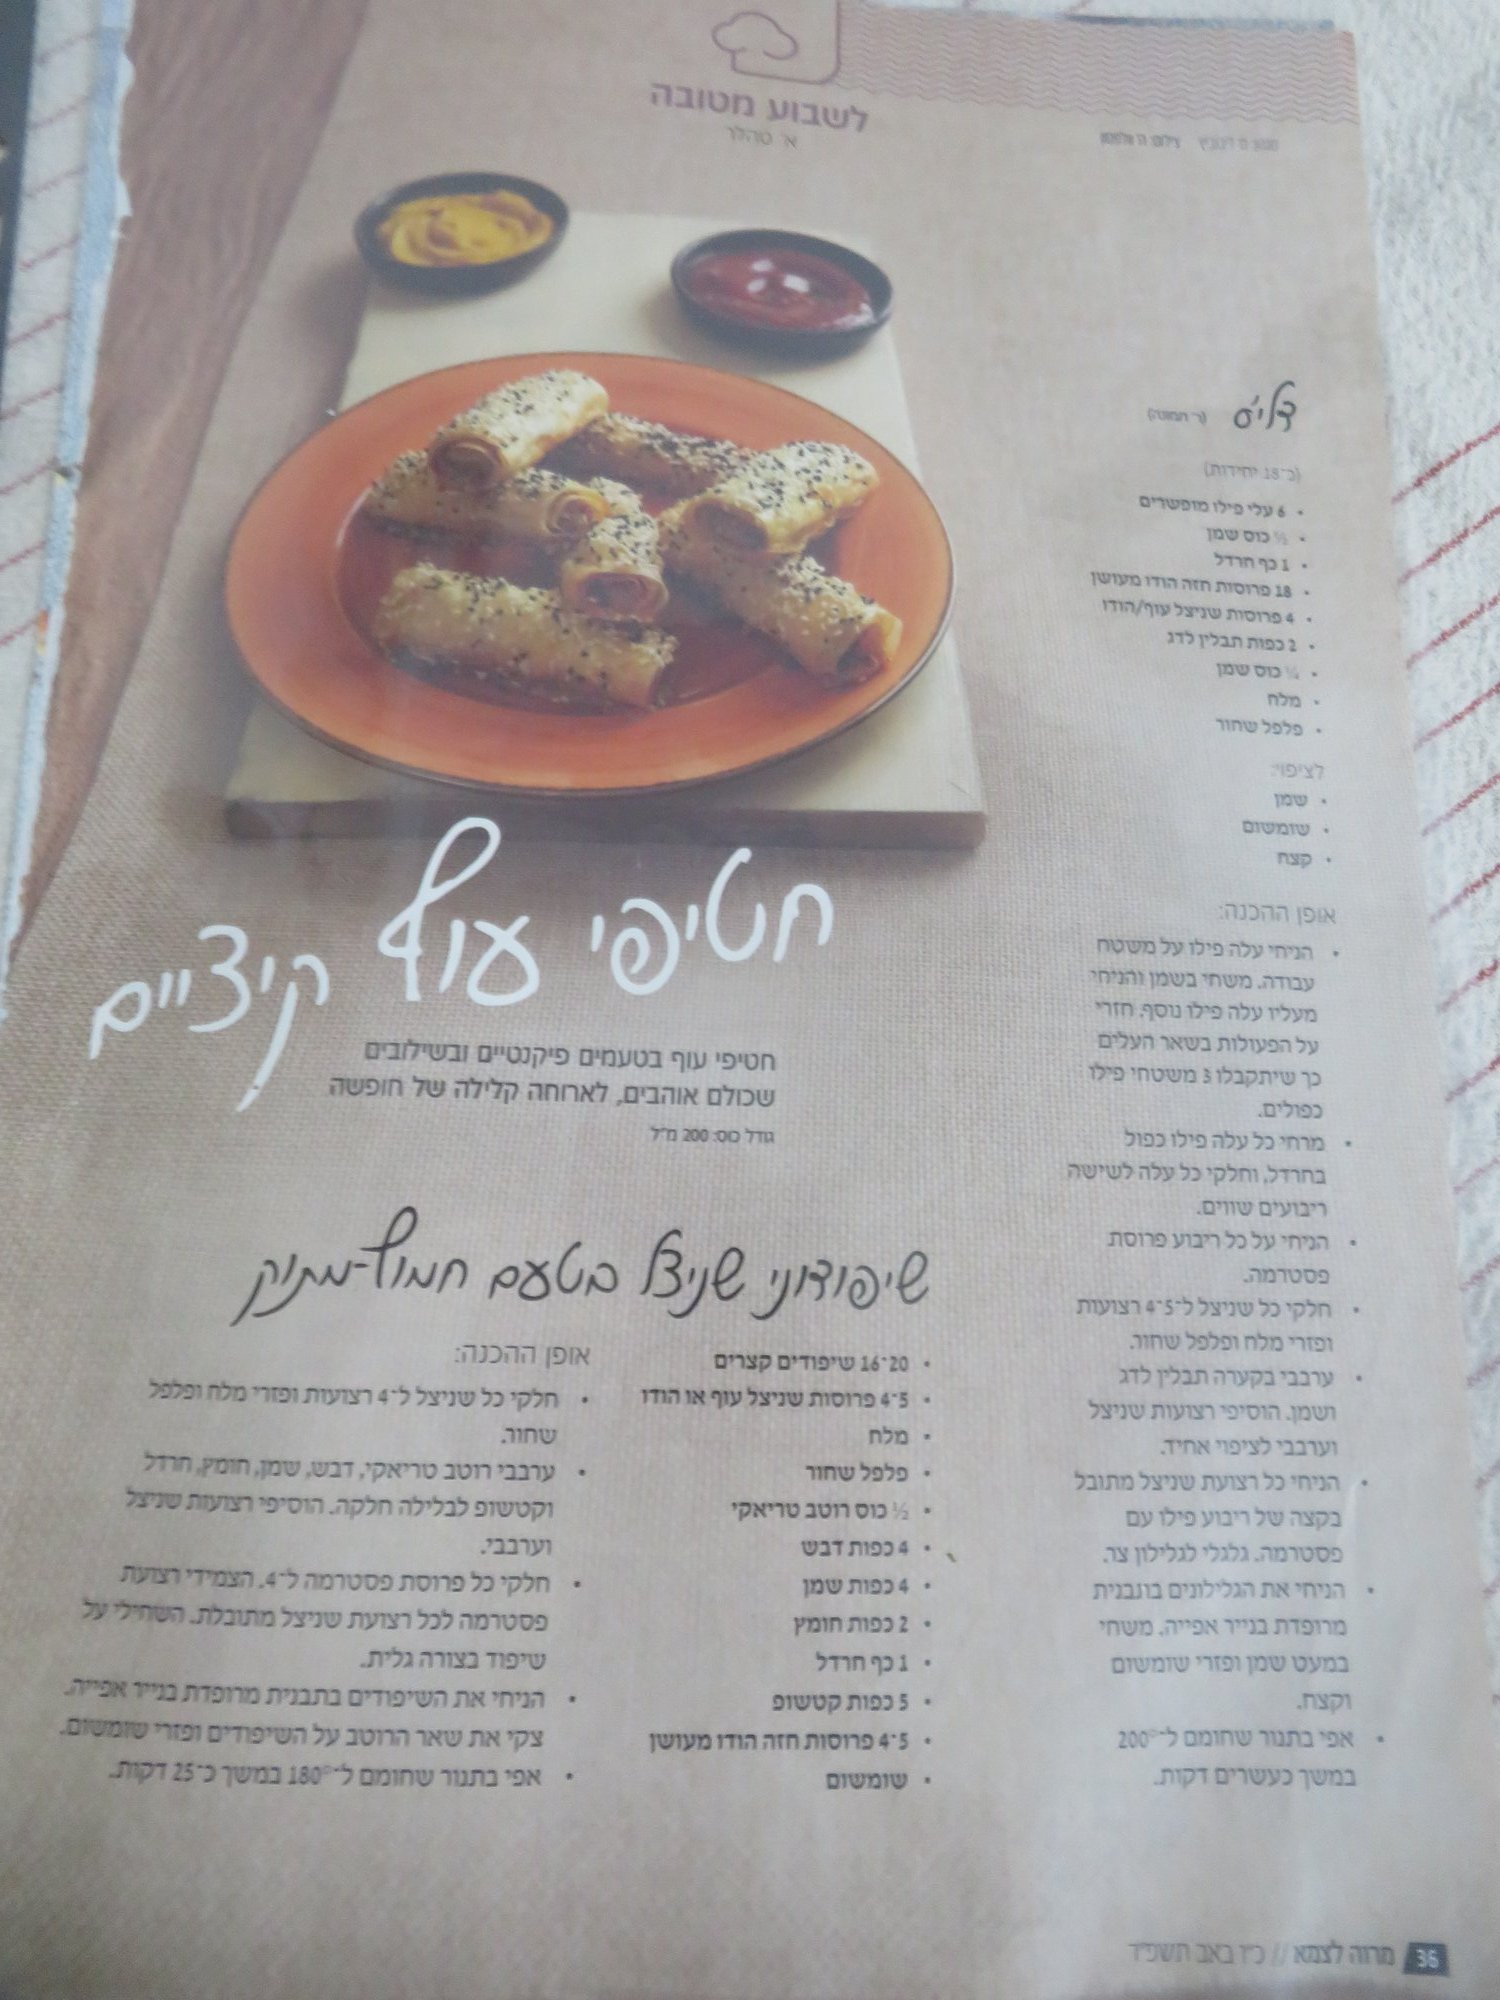 לשבוע מטובה
א' טהלר
חטיפי עוף קיציים
חטיפי עוף בטעמים פיקנטיים ובשילובים
שכולם אוהבים, לארוחה קלילה של חופשה
גודל כוס: 200 מ"ל
דלי'ס
(כ־18 יחידות)
• 6 עלי פילו מופשרים
• ½ כוס שמן
• 1 כף חרדל
• 18 פרוסות חזה הודו מעושן
• 4 פרוסות שניצל עוף/הודו
• 2 כפות תבלין לדג
• כוס שמן
• מלח
• פלפל שחור
לציפוי:
• שמן
• שומשום
• קצח
אופן ההכנה:
• הניחי עלה פילו על משטח
עבודה. משחי בשמן והניחי
מעליו עלה פילו נוסף. חזרי
על הפעולות בשאר העלים
כך שיתקבלו 3 משטחי פילו
כפולים.
• מרחי כל עלה פילו כפול
בחרדל, וחלקי כל עלה לשישה
ריבועים שווים.
• הניחי על כל ריבוע פרוסת
פסטרמה.
• חלקי כל שניצל ל־4־5 רצועות
ופזרי מלח ופלפל שחור.
• ערבבי בקערה תבלין לדג
ושמן. הוסיפי רצועות שניצל
וערבבי לציפוי אחיד.
• הניחי כל רצועת שניצל מתובל
בקצה של ריבוע פילו עם
פסטרמה. גלגלי לגלילון צר.
• הניחי את הגלילונים בתבנית
מרופדת בנייר אפייה, משחי
במעט שמן ופזרי שומשום
וקצח.
• אפי בתנור שחומם ל־200°
במשך כעשרים דקות.
שיפודוני שניצל בטעם חמוץ-מתוק
• 16־20 שיפודים קצרים
• 4־5 פרוסות שניצל עוף או הודו
• מלח
• פלפל שחור
• ½ כוס רוטב טריאקי
• 4 כפות דבש
• 4 כפות שמן
• 2 כפות חומץ
• 1 כף חרדל
• 5 כפות קטשופ
• 4־5 פרוסות חזה הודו מעושן
• שומשום
אופן ההכנה:
• חלקי כל שניצל ל־4 רצועות ופזרי מלח ופלפל
שחור.
• ערבבי רוטב טריאקי, דבש, שמן, חומץ, חרדל
וקטשופ לבלילה חלקה. הוסיפי רצועות שניצל
וערבבי.
• חלקי כל פרוסת פסטרמה ל־4. הצמידי רצועת
פסטרמה לכל רצועת שניצל מתובלת. השחילי על
שיפוד בצורה גלית.
• הניחי את השיפודים בתבנית מרופדת בנייר אפייה.
צקי את שאר הרוטב על השיפודים ופזרי שומשום.
• אפי בתנור שחומם ל־180° במשך כ־25 דקות.
36 מרווה לצמא // כ"ז באב תשפ"ד